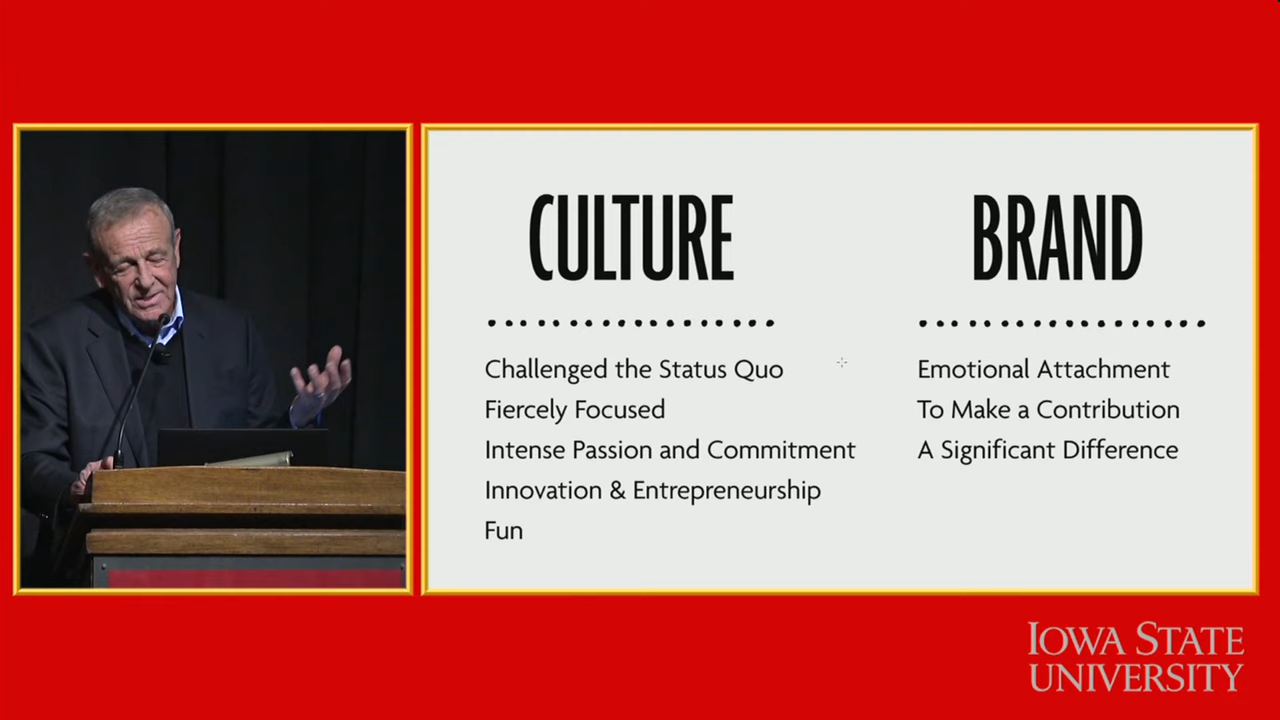 CULTURE
Challenged the Status Quo
Fiercely Focused
Intense Passion and Commitment
Innovation & Entrepreneurship
Fun
BRAND
Emotional Attachment
To Make a Contribution
A Significant Difference
IOWA STATE
UNIVERSITY